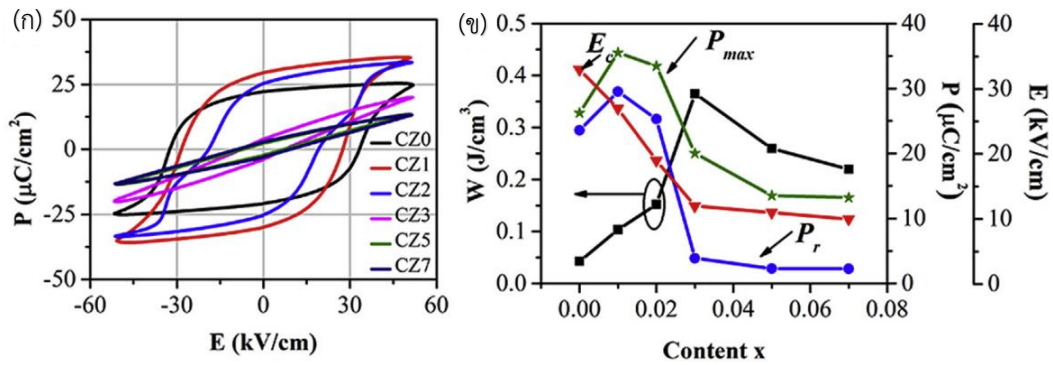 (ก)
50
25
0
-25
-50
P (μC/cm²)
CZ0
CZ1
CZ2
CZ3
CZ5
CZ7
-60 -30 0 30 60
E (kV/cm)
(ข)
0.5
0.4
0.3
0.2
0.1
0.0
W (J/cm³)
E_c
P_max
P_r
0.00 0.02 0.04 0.06 0.08
Content x
40
30
20
10
0
P (μC/cm²)
40
30
20
10
0
E (kV/cm)